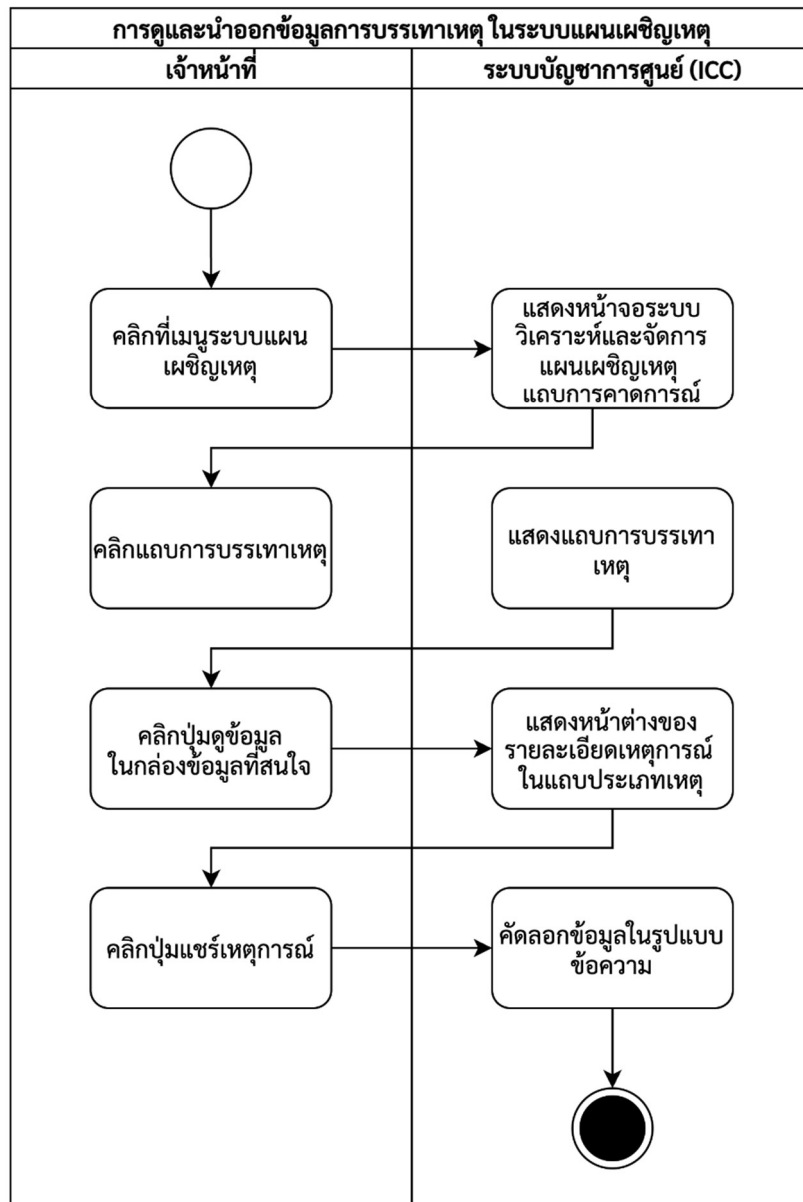 การดูและนำออกข้อมูลการบรรเทาเหตุ ในระบบแผนเผชิญเหตุ
เจ้าหน้าที่
ระบบบัญชาการศูนย์ (ICC)
คลิกที่เมนูระบบแผน
เผชิญเหตุ
แสดงหน้าจอระบบ
วิเคราะห์และจัดการ
แผนเผชิญเหตุ
แถบการคาดการณ์
คลิกแถบการบรรเทาเหตุ
แสดงแถบการบรรเทา
เหตุ
คลิกปุ่มดูข้อมูล
ในกล่องข้อมูลที่สนใจ
แสดงหน้าต่างของ
รายละเอียดเหตุการณ์
ในแถบประเภทเหตุ
คลิกปุ่มแชร์เหตุการณ์
คัดลอกข้อมูลในรูปแบบ
ข้อความ